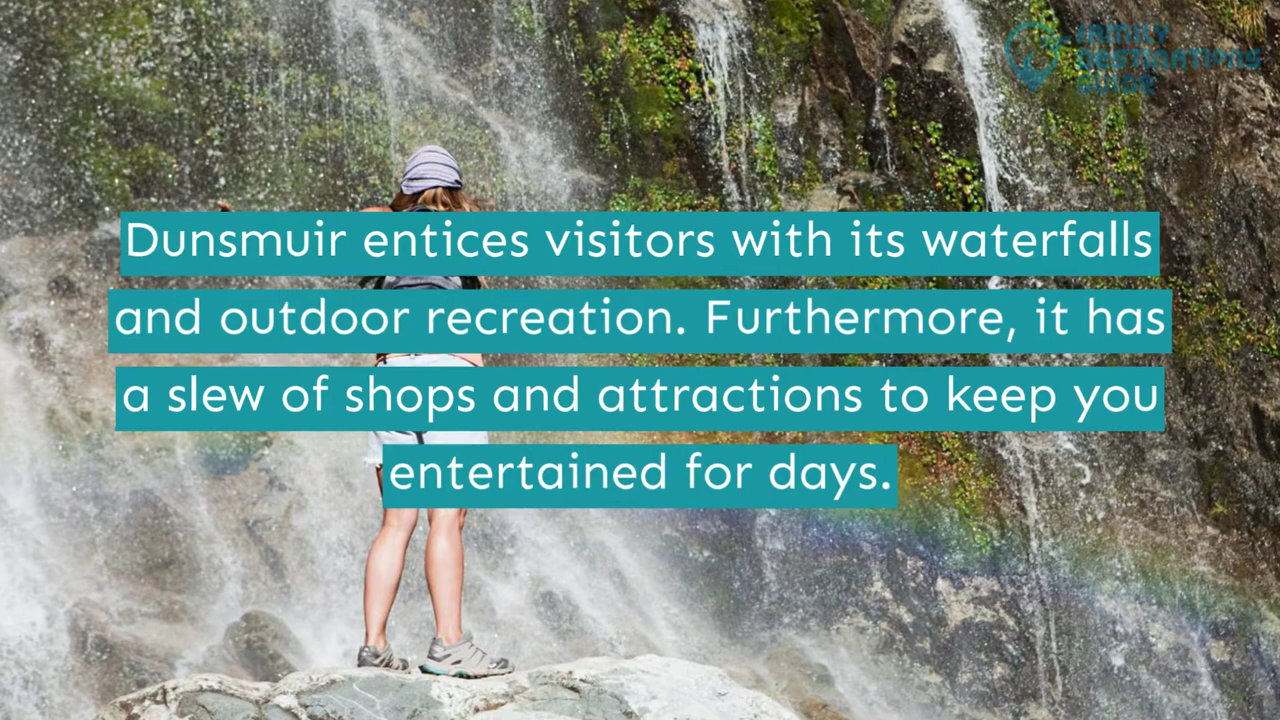 FAMILY
DESTINATIONS
GUIDE
Dunsmuir entices visitors with its waterfalls
and outdoor recreation. Furthermore, it has
a slew of shops and attractions to keep you
entertained for days.